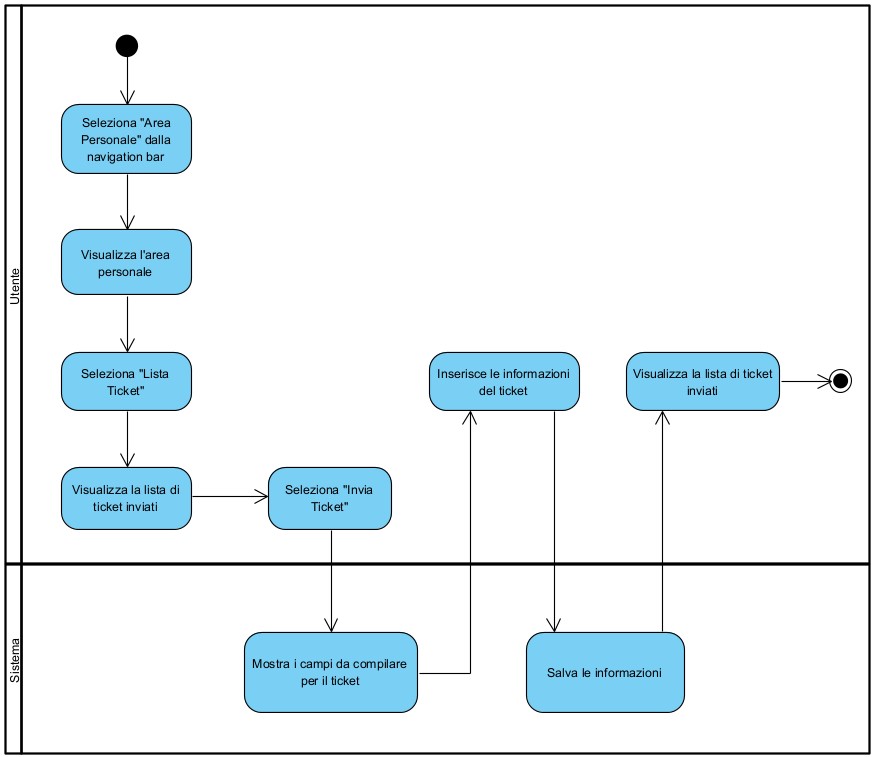 Utente
Seleziona "Area
Personale" dalla
navigation bar
Visualizza l'area
personale
Seleziona "Lista
Ticket"
Visualizza la lista di
ticket inviati
Seleziona "Invia
Ticket"
Inserisce le informazioni
del ticket
Visualizza la lista di ticket
inviati
Sistema
Mostra i campi da compilare
per il ticket
Salva le informazioni